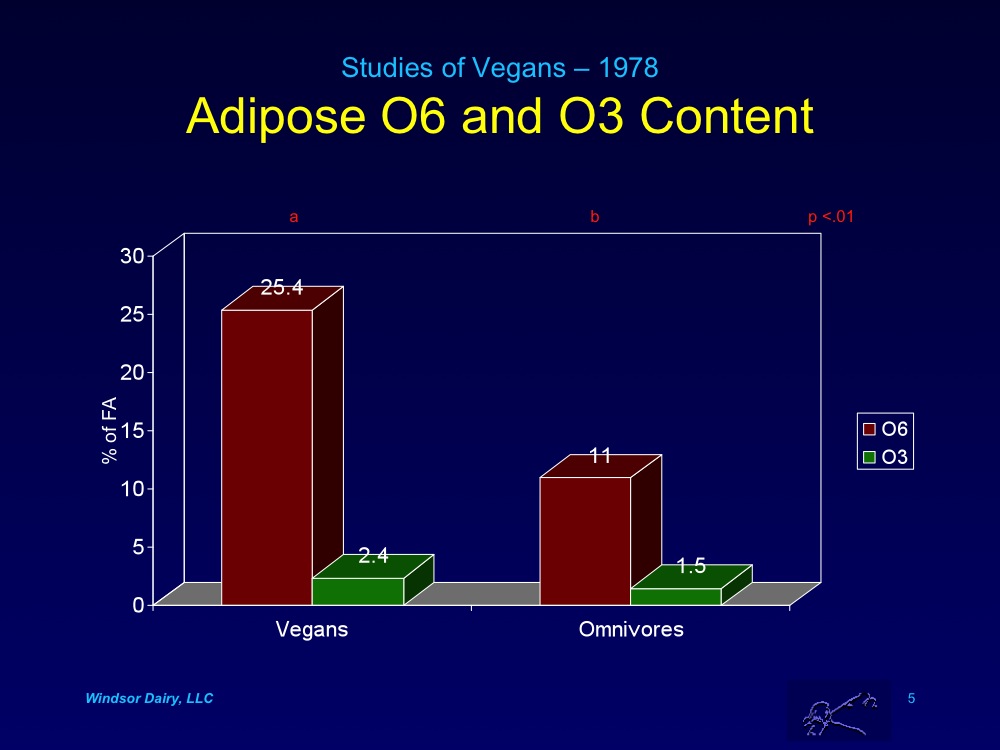 Studies of Vegans – 1978
Adipose O6 and O3 Content
a b p <.01
30
25.4
25
20
% of FA
15
11
10
5
2.4
1.5
0
O6
O3
Vegans Omnivores
Windsor Dairy, LLC 5